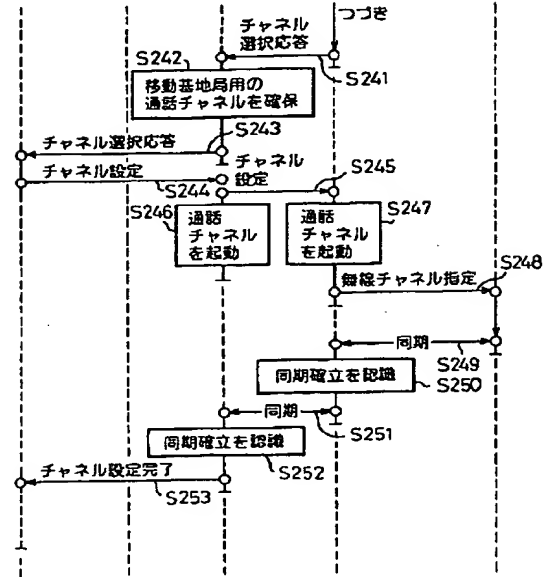 つづき
チャネル
選択応答
S241
S242
移動基地局用の
通話チャネルを確保
S243
チャネル選択応答
チャネル
設定
チャネル設定
S244
S245
S246
通話
チャネル
を起動
S247
通話
チャネル
を起動
無線チャネル指定
S248
同期
S249
同期確立を認識
S250
同期
S251
同期確立を認識
S252
チャネル設定完了
S253